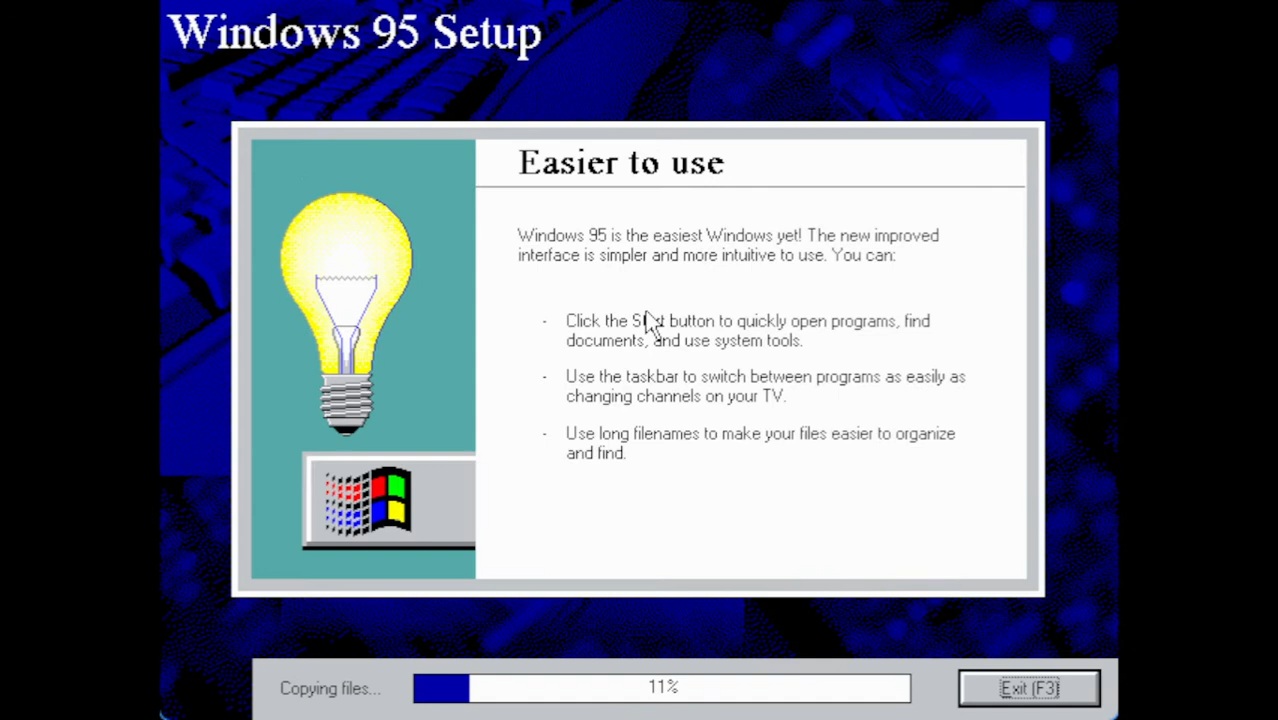 Windows 95 Setup
Easier to use
Windows 95 is the easiest Windows yet! The new improved
interface is simpler and more intuitive to use. You can:
- Click the Start button to quickly open programs, find
documents, and use system tools.
- Use the taskbar to switch between programs as easily as
changing channels on your TV.
- Use long filenames to make your files easier to organize
and find.
Copying files... 11% Exit (F3)